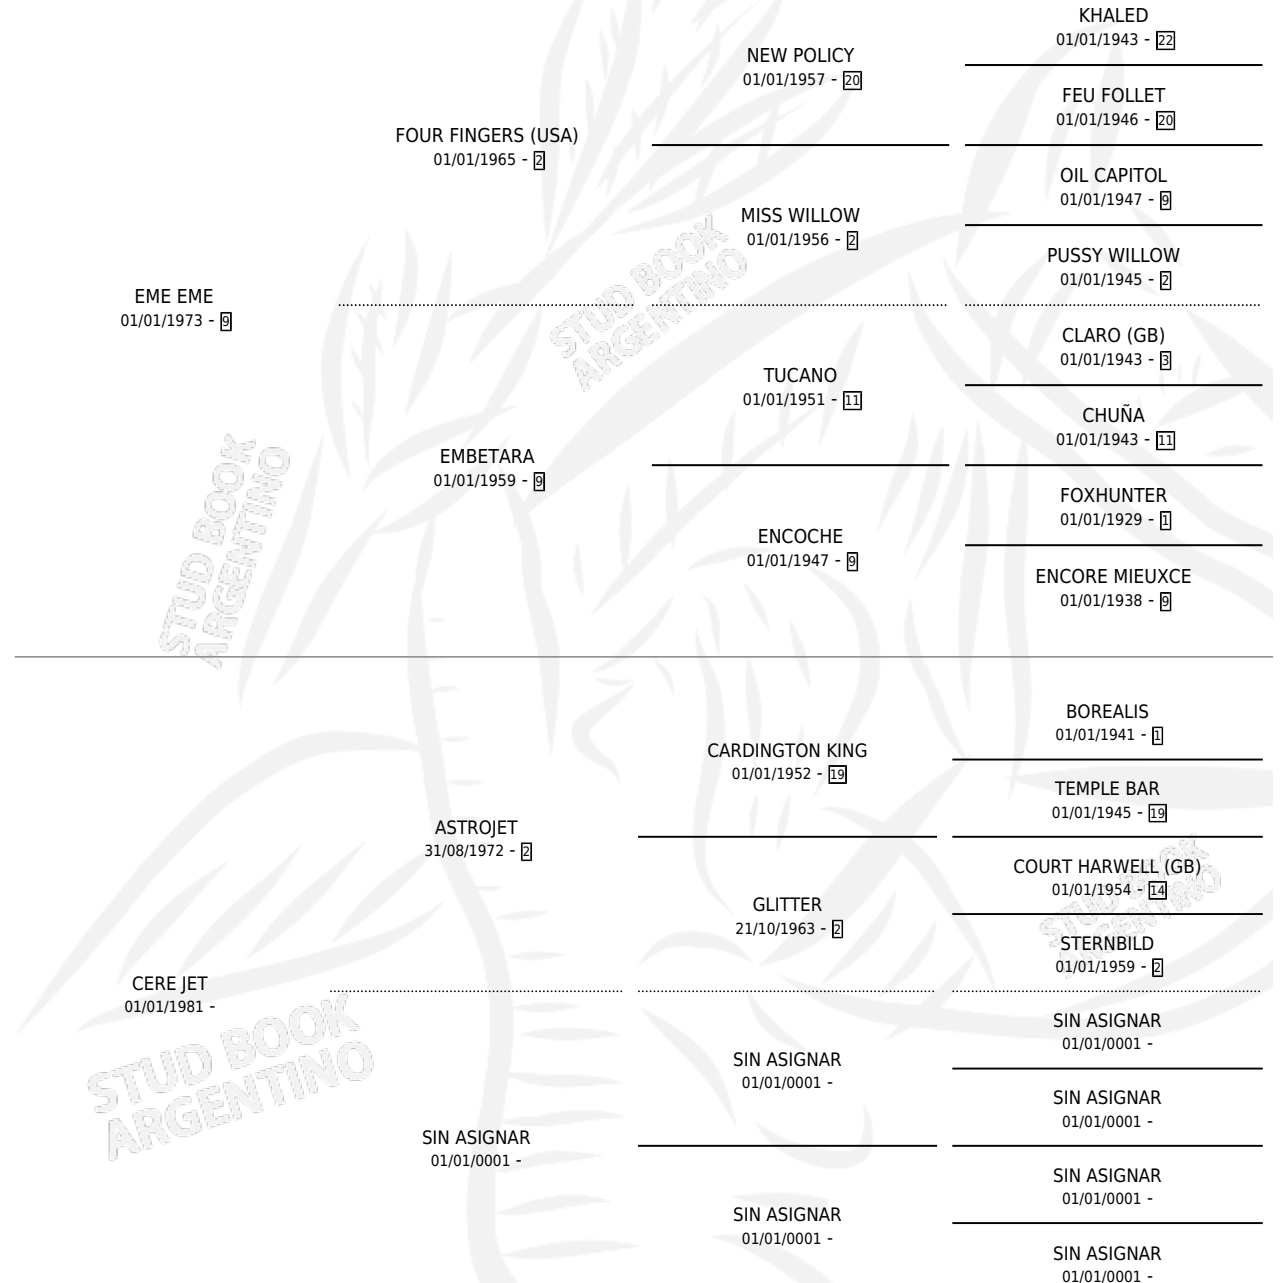 KHALED
01/01/1943 - 22
NEW POLICY
01/01/1957 - 20
FEU FOLLET
01/01/1946 - 20
FOUR FINGERS (USA)
01/01/1965 - 2
OIL CAPITOL
01/01/1947 - 9
MISS WILLOW
01/01/1956 - 2
PUSSY WILLOW
01/01/1945 - 2
STUD BOOK
ARGENTINO
EME EME
01/01/1973 - 9
CLARO (GB)
01/01/1943 - 3
TUCANO
01/01/1951 - 11
CHUÑA
01/01/1943 - 11
EMBETARA
01/01/1959 - 9
FOXHUNTER
01/01/1929 - 1
ENCOCHE
01/01/1947 - 9
ENCORE MIEUXCE
01/01/1938 - 9
STUD BOOK
ARGENTINO
BOREALIS
01/01/1941 - 1
CARDINGTON KING
01/01/1952 - 19
TEMPLE BAR
01/01/1945 - 19
ASTROJET
31/08/1972 - 2
COURT HARWELL (GB)
01/01/1954 - 14
GLITTER
21/10/1963 - 2
STERNBILD
01/01/1959 - 2
STUD BOOK
ARGENTINO
CERE JET
01/01/1981 -
SIN ASIGNAR
01/01/0001 -
SIN ASIGNAR
01/01/0001 -
SIN ASIGNAR
01/01/0001 -
STUD BOOK
ARGENTINO
SIN ASIGNAR
01/01/0001 -
SIN ASIGNAR
01/01/0001 -
SIN ASIGNAR
01/01/0001 -
SIN ASIGNAR
01/01/0001 -